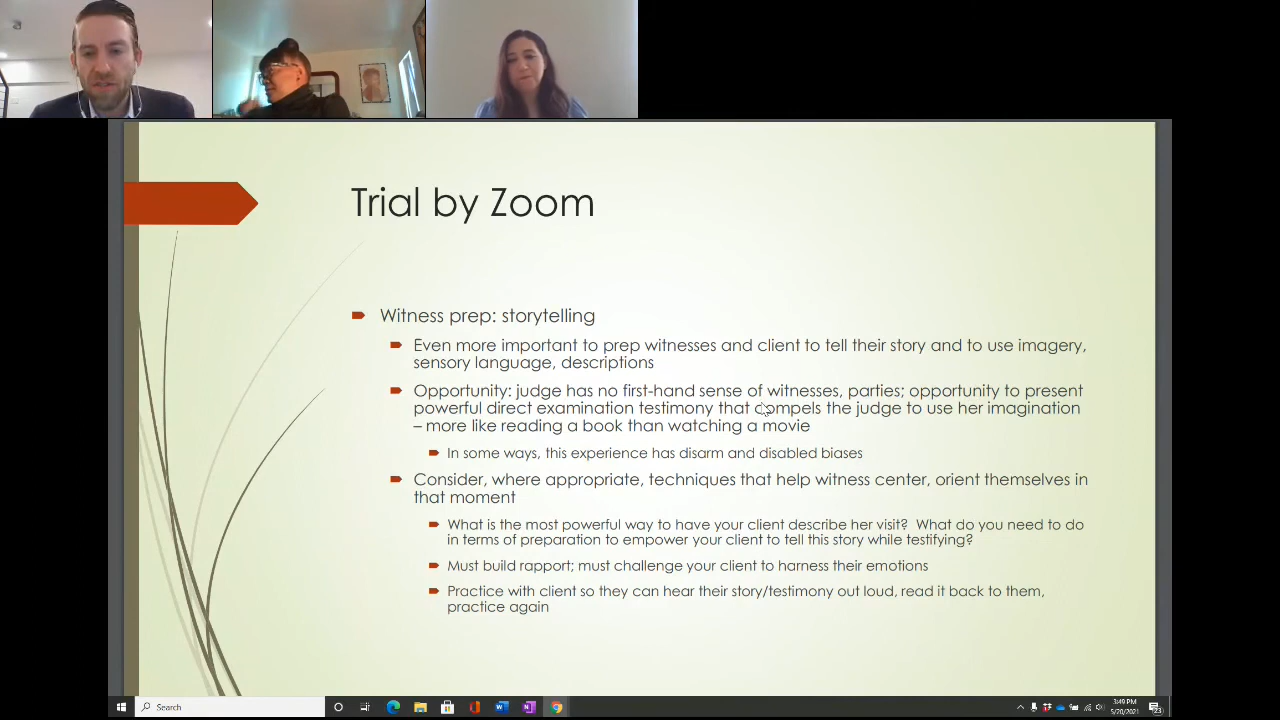 Trial by Zoom
Witness prep: storytelling
Even more important to prep witnesses and client to tell their story and to use imagery,
sensory language, descriptions
Opportunity: judge has no first-hand sense of witnesses, parties; opportunity to present
powerful direct examination testimony that compels the judge to use her imagination
– more like reading a book than watching a movie
In some ways, this experience has disarm and disabled biases
Consider, where appropriate, techniques that help witness center, orient themselves in
that moment
What is the most powerful way to have your client describe her visit?  What do you need to do
in terms of preparation to empower your client to tell this story while testifying?
Must build rapport; must challenge your client to harness their emotions
Practice with client so they can hear their story/testimony out loud, read it back to them,
practice again
Search
3:49 PM
5/20/2021
23